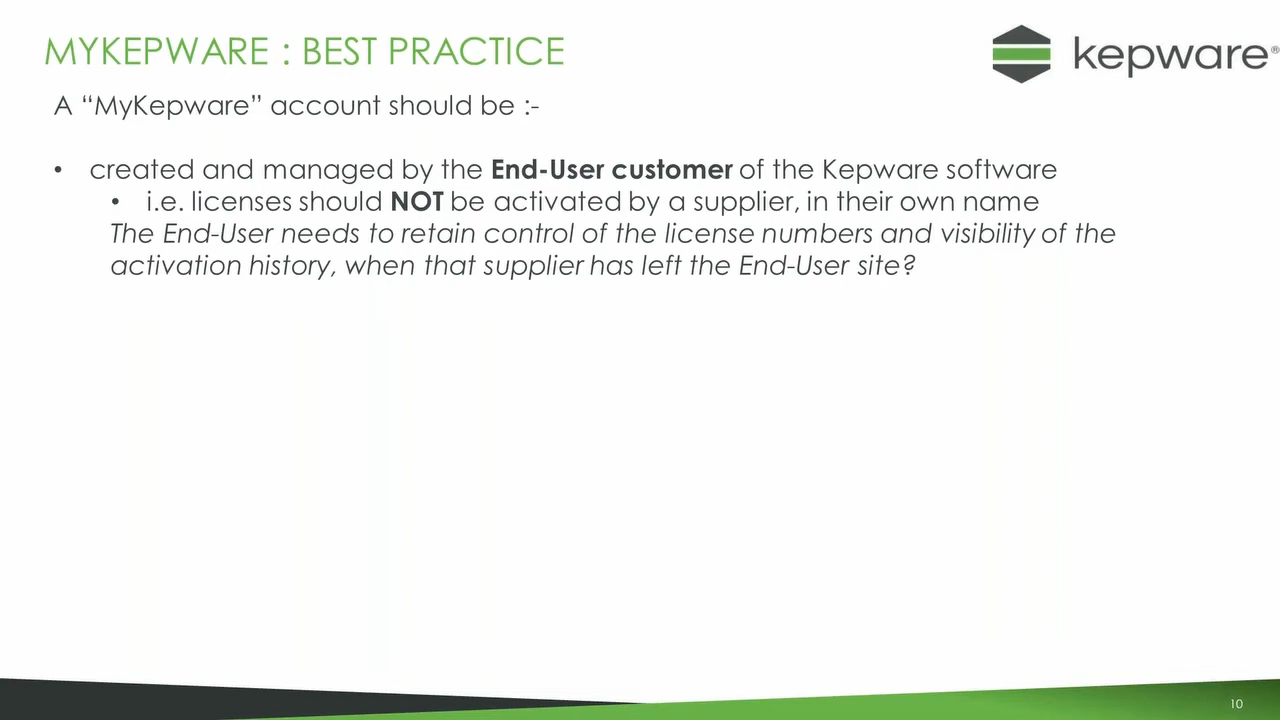 MYKEPWARE : BEST PRACTICE
kepware®
A “MyKepware” account should be :-
• created and managed by the End-User customer of the Kepware software
• i.e. licenses should NOT be activated by a supplier, in their own name
The End-User needs to retain control of the license numbers and visibility of the
activation history, when that supplier has left the End-User site?
10